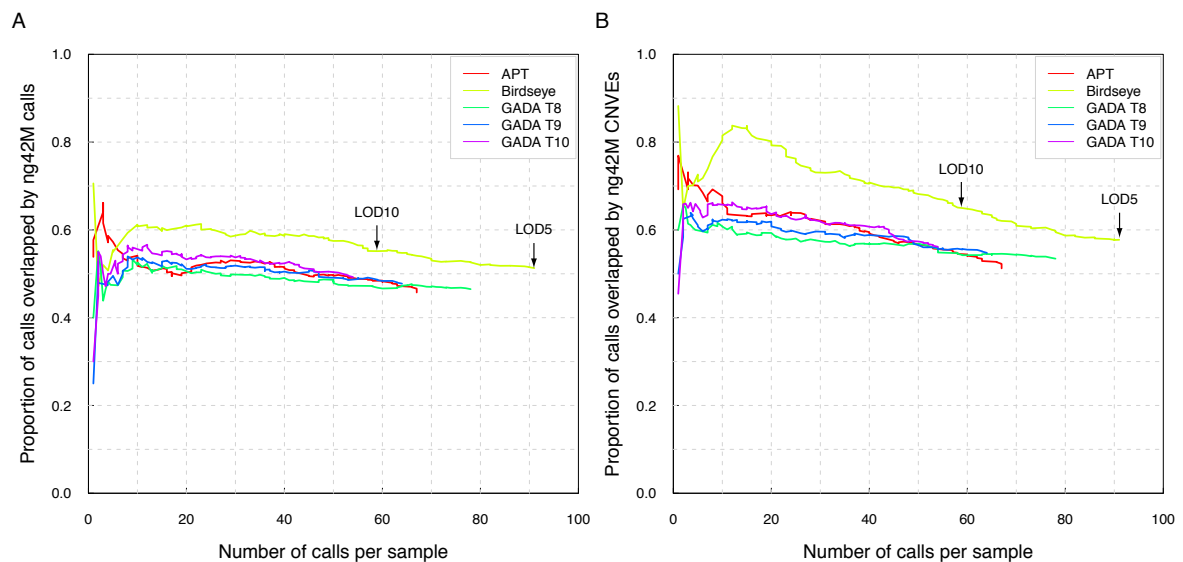 A
Proportion of calls overlapped by ng42M calls
1.0
0.8
0.6
0.4
0.2
0.0
0
20
40
60
80
100
Number of calls per sample
APT
Birdseye
GADA T8
GADA T9
GADA T10
LOD10
LOD5
B
Proportion of calls overlapped by ng42M CNVEs
1.0
0.8
0.6
0.4
0.2
0.0
0
20
40
60
80
100
Number of calls per sample
APT
Birdseye
GADA T8
GADA T9
GADA T10
LOD10
LOD5